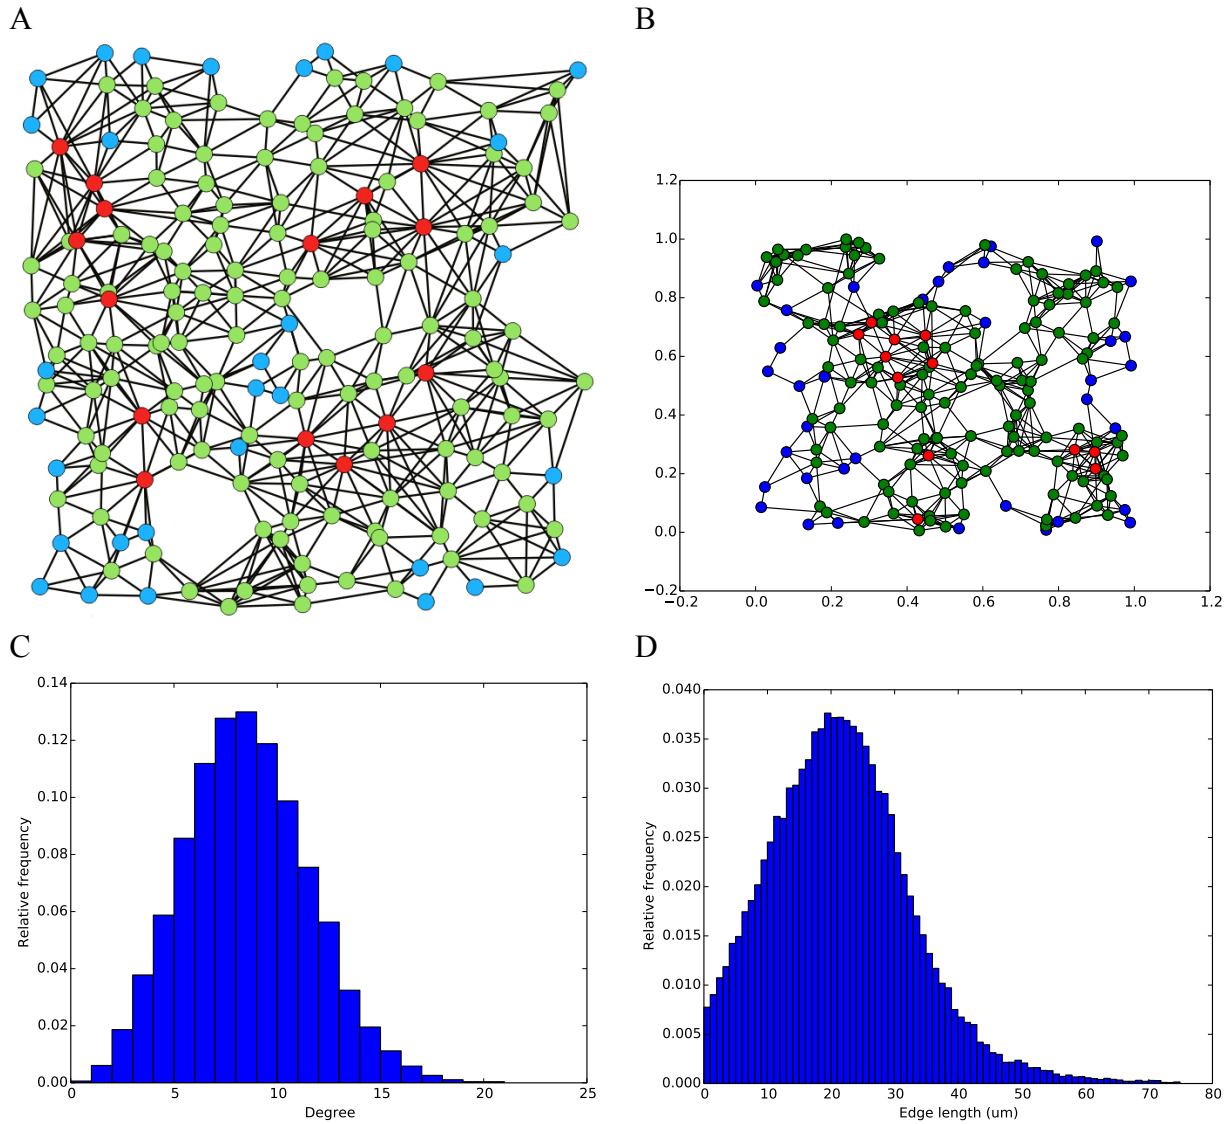 A
B
1.2
1.0
0.8
0.6
0.4
0.2
0.0
−0.2
−0.2 0.0 0.2 0.4 0.6 0.8 1.0 1.2
C
D
0.14
0.12
0.10
0.08
0.06
0.04
0.02
0.00
Relative frequency
0 5 10 15 20 25
Degree
0.040
0.035
0.030
0.025
0.020
0.015
0.010
0.005
0.000
Relative frequency
0 10 20 30 40 50 60 70 80
Edge length (um)